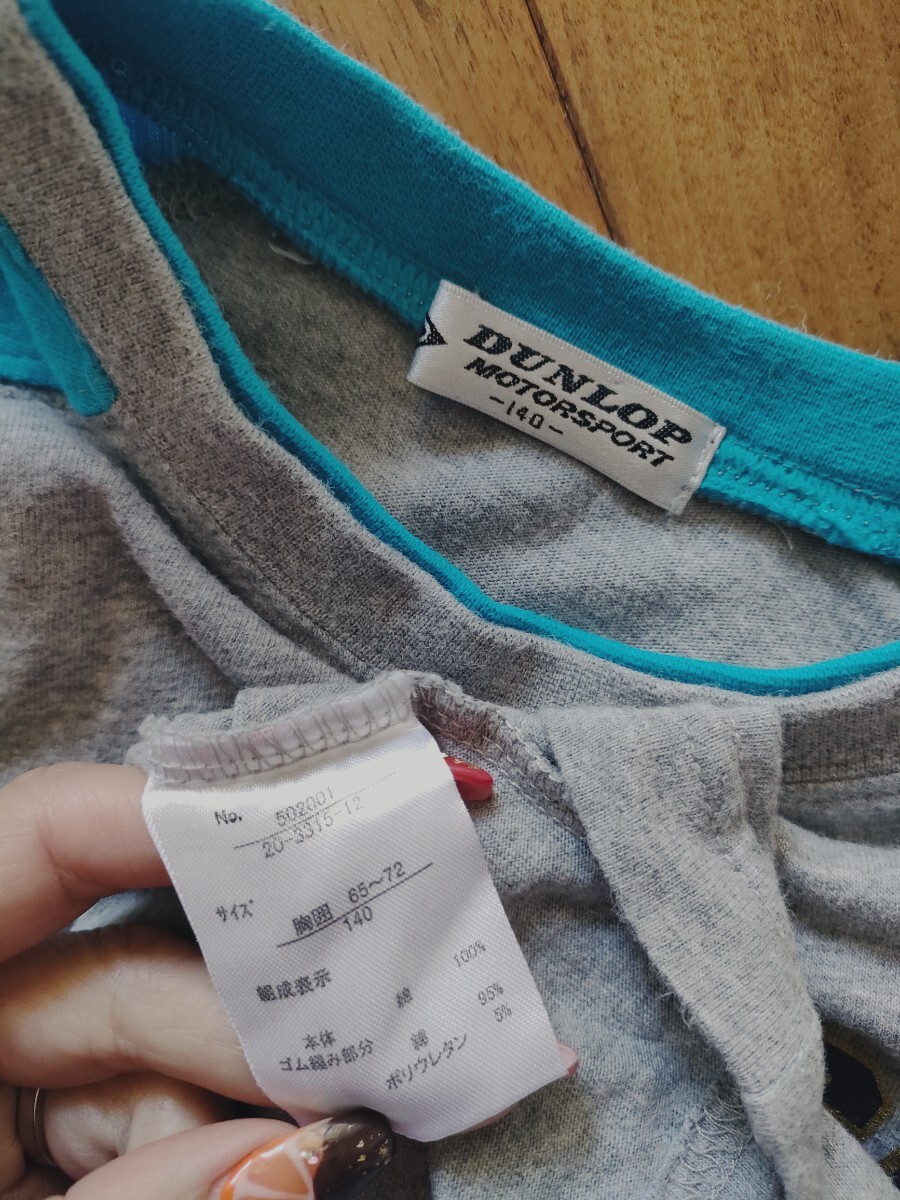 DUNLOP
MOTORSPORT
-140-
No. 502001
20-3315-12
サイズ 胸囲 65〜72
140
組成表示
本体 綿 100%
ゴム編み部分 綿 95%
ポリウレタン 5%